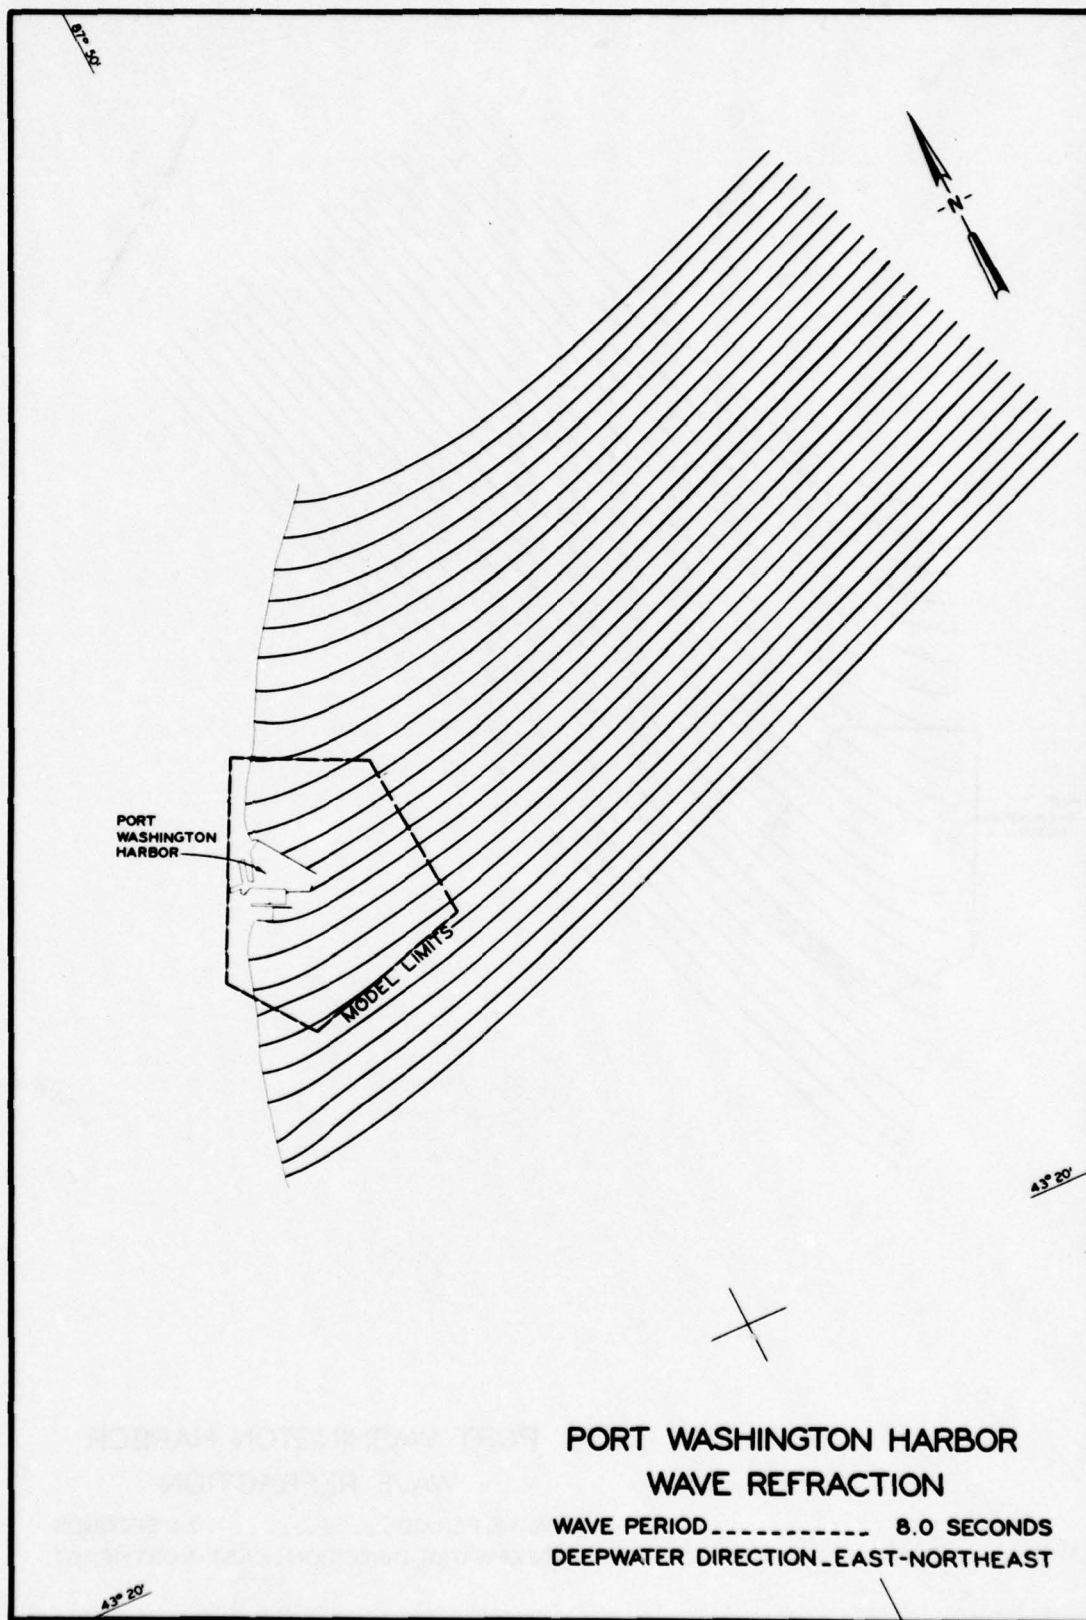 87° 50'
N
PORT
WASHINGTON
HARBOR
MODEL LIMITS
43° 20'
PORT WASHINGTON HARBOR
WAVE REFRACTION
WAVE PERIOD____________ 8.0 SECONDS
DEEPWATER DIRECTION_EAST-NORTHEAST
43° 20'